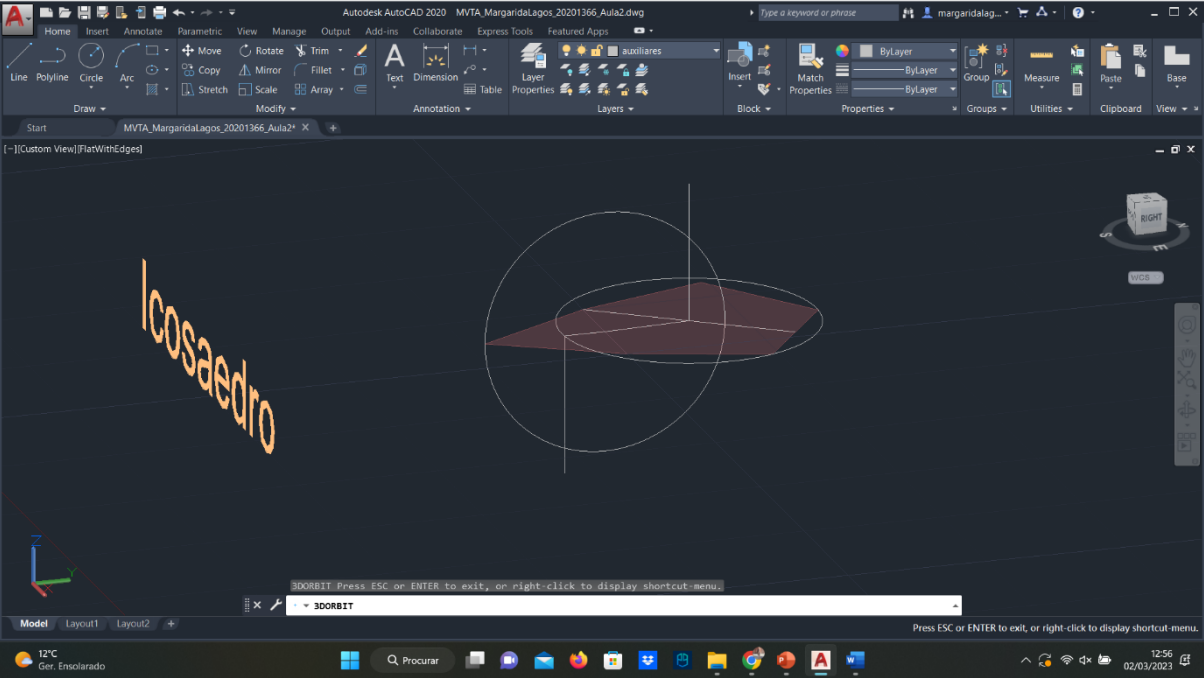 Autodesk AutoCAD 2020 MVTA_MargaridaLagos_20201366_Aula2.dwg
Type a keyword or phrase
margaridalag...
Home Insert Annotate Parametric View Manage Output Add-ins Collaborate Express Tools Featured Apps
Line Polyline Circle Arc
Move Rotate Trim
Copy Mirror Fillet
Stretch Scale Array
Text Dimension
Table
Layer
Properties
auxiliares
Insert
Match
Properties
ByLayer
ByLayer
ByLayer
Group
Measure
Paste
Base
Draw Modify Annotation Layers Block Properties Groups Utilities Clipboard View
Start MVTA_MargaridaLagos_20201366_Aula2*
[−][Custom View][FlatWithEdges]
RIGHT
S
E
N
WCS
Icosaedro
Z
Y
3DORBIT Press ESC or ENTER to exit, or right-click to display shortcut-menu.
3DORBIT
Model Layout1 Layout2
Press ESC or ENTER to exit, or right-click to display shortcut-menu.
12°C
Ger. Ensolarado
Procurar
12:56
02/03/2023